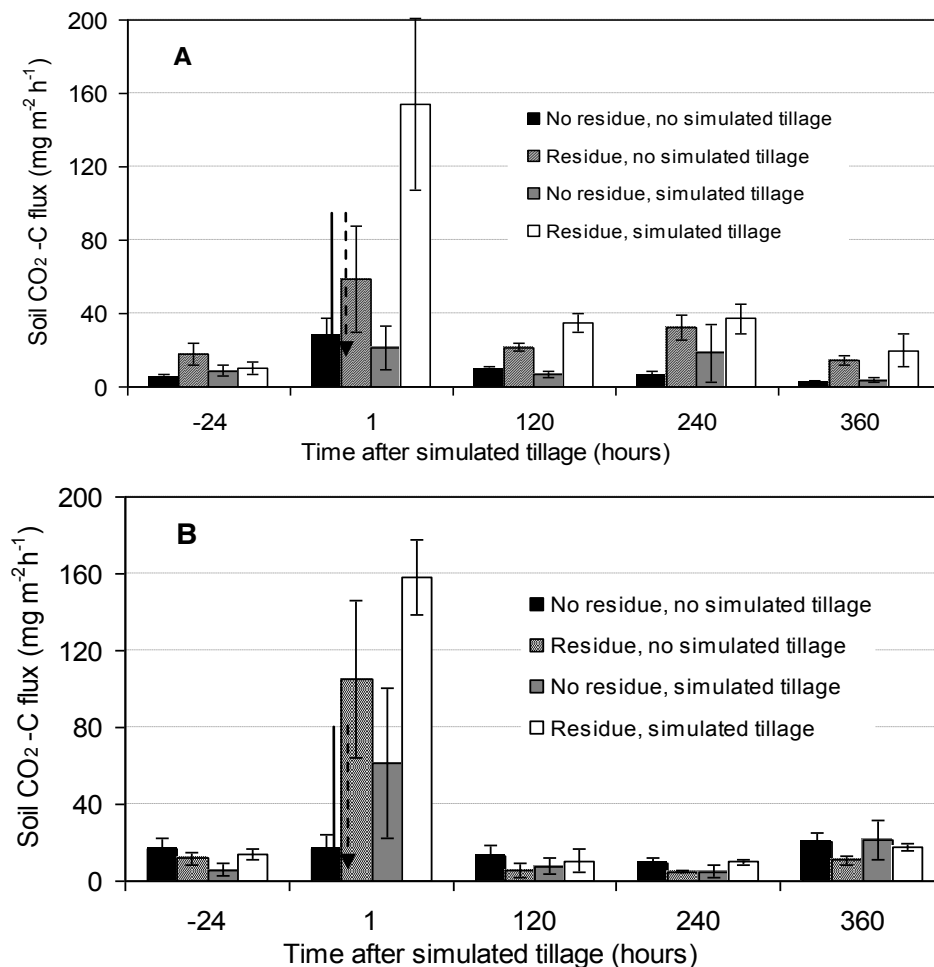 200
A
160
No residue, no simulated tillage
Residue, no simulated tillage
120
No residue, simulated tillage
Residue, simulated tillage
80
40
0
Soil CO₂ -C flux (mg m⁻² h⁻¹)
-24 1 120 240 360
Time after simulated tillage (hours)
200
B
160
No residue, no simulated tillage
Residue, no simulated tillage
120
No residue, simulated tillage
Residue, simulated tillage
80
40
0
Soil CO₂ -C flux (mg m⁻²h⁻¹)
-24 1 120 240 360
Time after simulated tillage (hours)